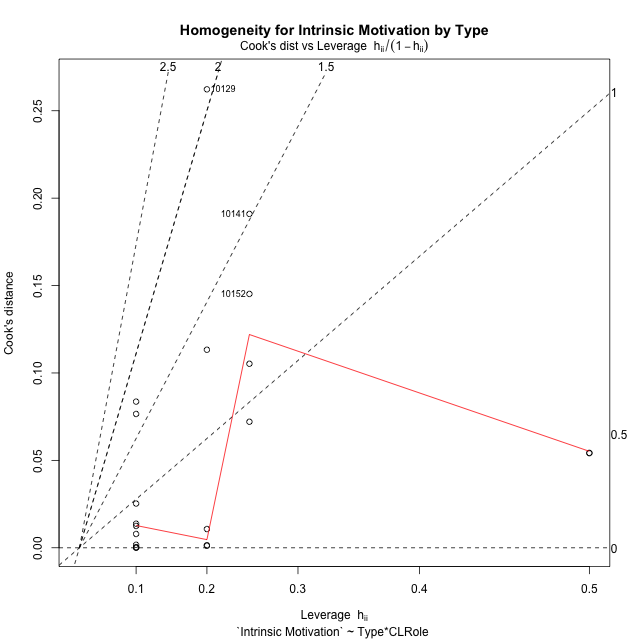 Homogeneity for Intrinsic Motivation by Type
Cook's dist vs Leverage hii/(1 − hii)
2.5 2 1.5
1
10129
10141
10152
0.5
0
0.25
0.20
0.15
0.10
0.05
0.00
Cook's distance
0.1 0.2 0.3 0.4 0.5
Leverage hii
`Intrinsic Motivation` ~ Type*CLRole